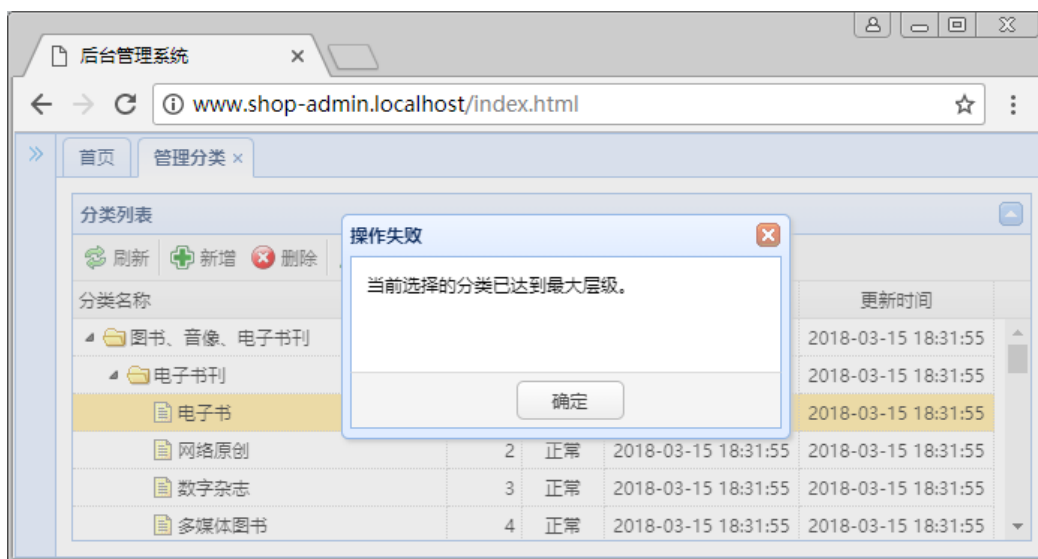 后台管理系统
www.shop-admin.localhost/index.html
首页 管理分类
分类列表
操作失败
刷新 新增 删除
当前选择的分类已达到最大层级。
分类名称 更新时间
图书、音像、电子书刊 2018-03-15 18:31:55
电子书刊 2018-03-15 18:31:55
确定
电子书 2018-03-15 18:31:55
网络原创 2 正常 2018-03-15 18:31:55 2018-03-15 18:31:55
数字杂志 3 正常 2018-03-15 18:31:55 2018-03-15 18:31:55
多媒体图书 4 正常 2018-03-15 18:31:55 2018-03-15 18:31:55